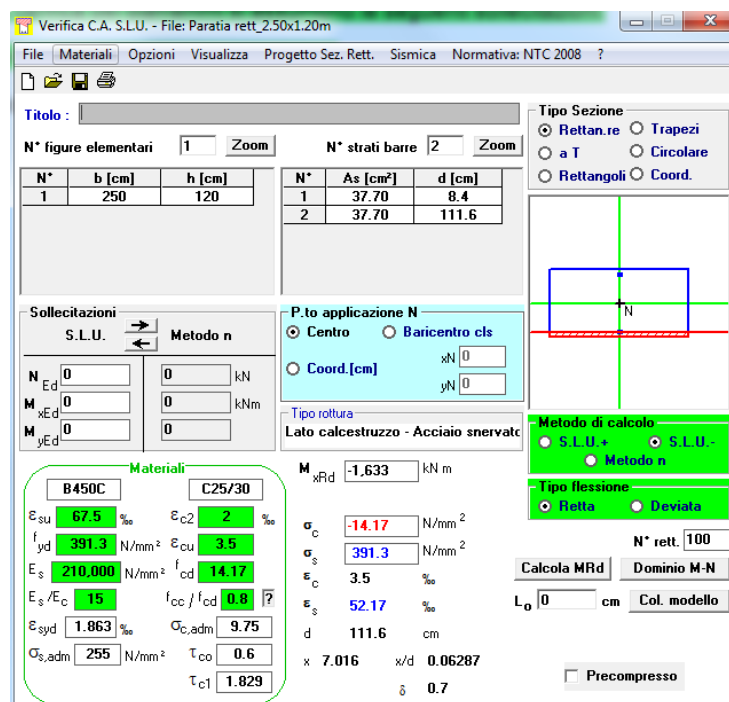 Verifica C.A. S.L.U. - File: Paratia rett_2.50x1.20m
File Materiali Opzioni Visualizza Progetto Sez. Rett. Sismica Normativa: NTC 2008 ?
Titolo :
N° figure elementari 1 Zoom
N° strati barre 2 Zoom
N° b [cm] h [cm]
1 250 120
N° As [cm²] d [cm]
1 37.70 8.4
2 37.70 111.6
Tipo Sezione
Rettan.re Trapezi
a T Circolare
Rettangoli Coord.
N
Sollecitazioni
S.L.U. Metodo n
N Ed 0 0 kN
M xEd 0 0 kNm
M yEd 0 0
P.to applicazione N
Centro Baricentro cls
Coord.[cm]
xN 0
yN 0
Tipo rottura
Lato calcestruzzo - Acciaio snervatc
Metodo di calcolo
S.L.U.+ S.L.U.-
Metodo n
Tipo flessione
Retta Deviata
N° rett. 100
Calcola MRd Dominio M-N
L₀ 0 cm Col. modello
Precompresso
Materiali
B450C C25/30
εsu 67.5 ‰ εc2 2 ‰
fyd 391.3 N/mm² εcu 3.5
Es 210,000 N/mm² fcd 14.17
Es/Ec 15 fcc / fcd 0.8 ?
εsyd 1.863 ‰ σc,adm 9.75
σs,adm 255 N/mm² τco 0.6
τc1 1.829
M xRd -1,633 kN m
σc -14.17 N/mm²
σs 391.3 N/mm²
εc 3.5 ‰
εs 52.17 ‰
d 111.6 cm
x 7.016 x/d 0.06287
δ 0.7